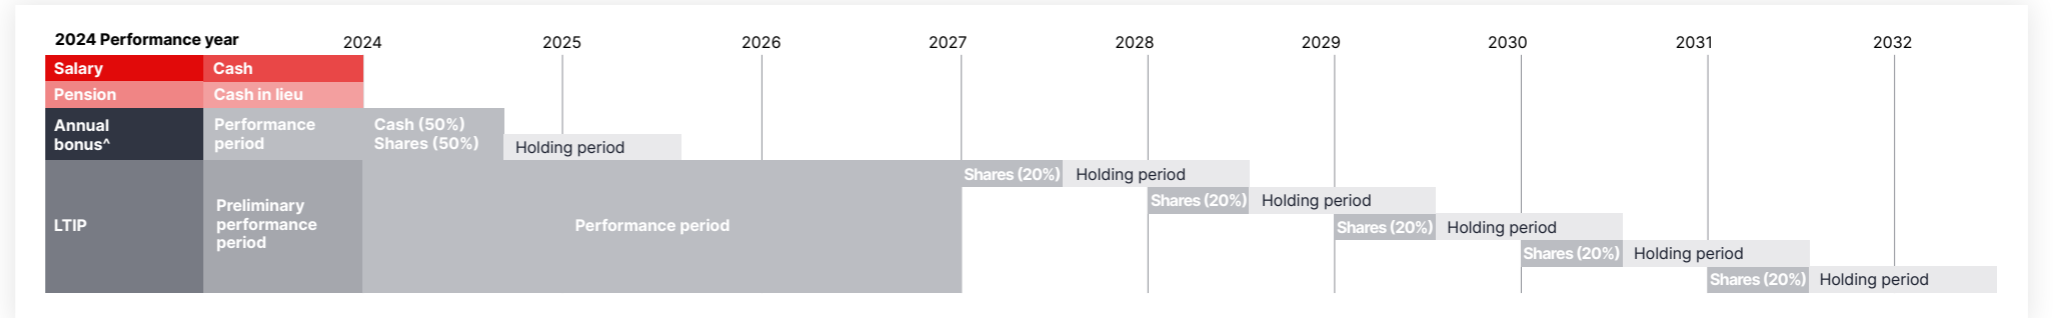 2024 Performance year
2024 2025 2026 2027 2028 2029 2030 2031 2032
Salary Cash
Pension Cash in lieu
Annual
bonus^
Performance
period
Cash (50%)
Shares (50%)
Holding period
LTIP
Preliminary
performance
period
Performance period
Shares (20%) Holding period
Shares (20%) Holding period
Shares (20%) Holding period
Shares (20%) Holding period
Shares (20%) Holding period